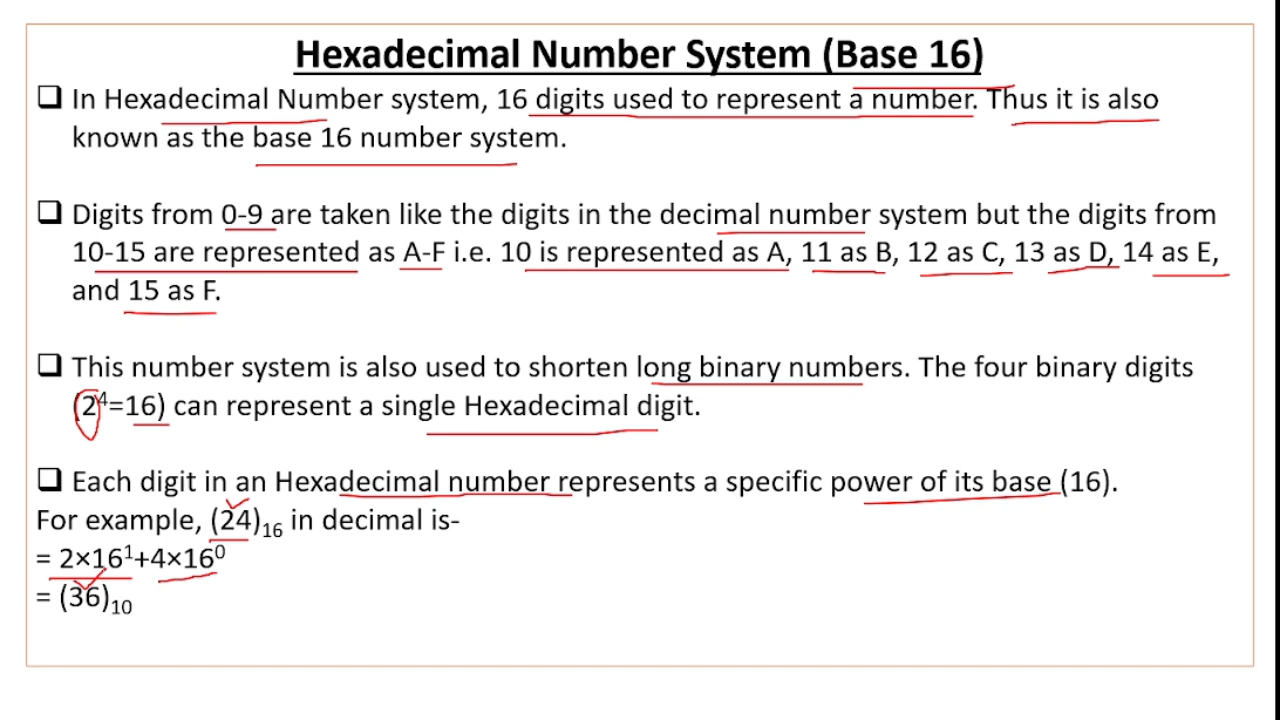 Hexadecimal Number System (Base 16)
❑ In Hexadecimal Number system, 16 digits used to represent a number. Thus it is also
known as the base 16 number system.
❑ Digits from 0-9 are taken like the digits in the decimal number system but the digits from
10-15 are represented as A-F i.e. 10 is represented as A, 11 as B, 12 as C, 13 as D, 14 as E,
and 15 as F.
❑ This number system is also used to shorten long binary numbers. The four binary digits
(2⁴=16) can represent a single Hexadecimal digit.
❑ Each digit in an Hexadecimal number represents a specific power of its base (16).
For example, (24)₁₆ in decimal is-
= 2×16¹+4×16⁰
= (36)₁₀